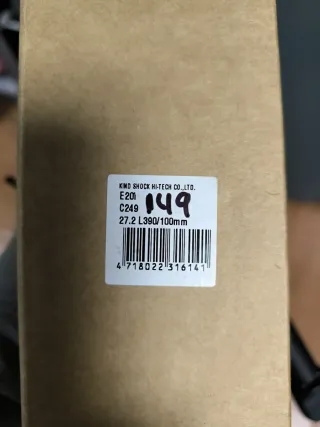 KIND SHOCK HI-TECH CO.,LTD.
E20i
C249
149
27.2 L390/100mm
4 718022 316141